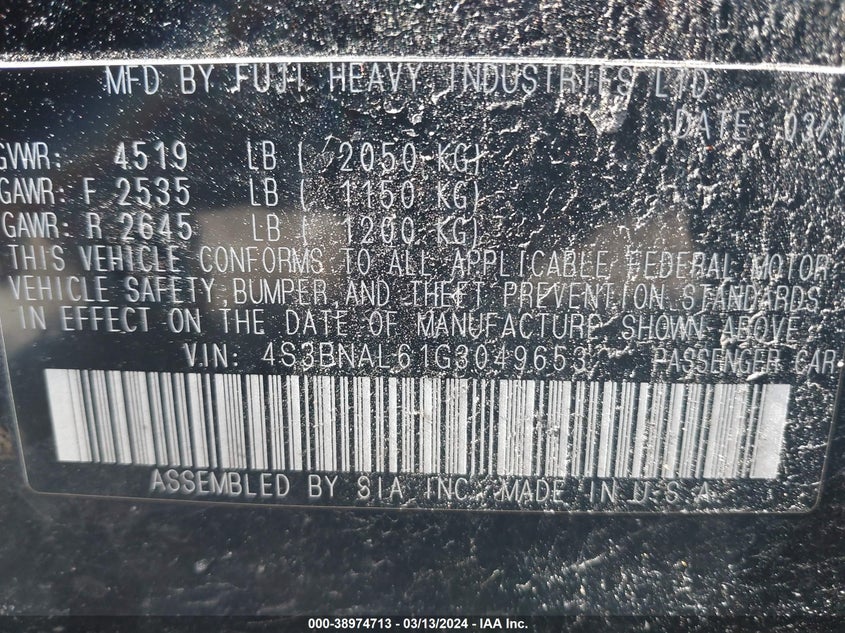 MFD BY FUJI HEAVY INDUSTRIES LTD
DATE: 03/1
GVWR: 4519 LB ( 2050 KG)
GAWR: F 2535 LB ( 1150 KG)
GAWR: R 2645 LB ( 1200 KG)
THIS VEHICLE CONFORMS TO ALL APPLICABLE FEDERAL MOTOR
VEHICLE SAFETY, BUMPER, AND THEFT PREVENTION STANDARDS
IN EFFECT ON THE DATE OF MANUFACTURE SHOWN ABOVE.
V.IN: 4S3BNAL61G3049653 PASSENGER CAR
ASSEMBLED BY SIA, INC. MADE IN U.S.A
000-38974713 - 03/13/2024 - IAA Inc.